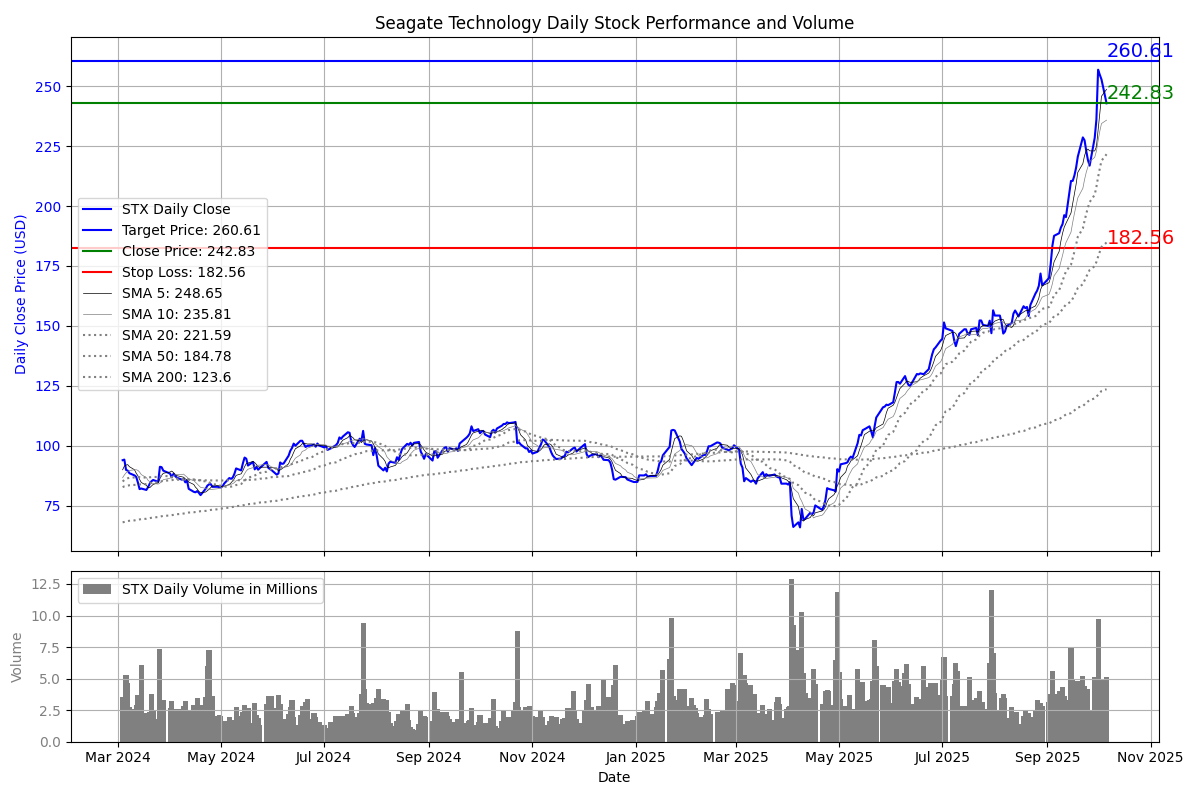 Seagate Technology Daily Stock Performance and Volume
260.61
242.83
182.56
Daily Close Price (USD)
250
225
200
175
150
125
100
75
STX Daily Close
Target Price: 260.61
Close Price: 242.83
Stop Loss: 182.56
SMA 5: 248.65
SMA 10: 235.81
SMA 20: 221.59
SMA 50: 184.78
SMA 200: 123.6
Volume
12.5
10.0
7.5
5.0
2.5
0.0
STX Daily Volume in Millions
Mar 2024 May 2024 Jul 2024 Sep 2024 Nov 2024 Jan 2025 Mar 2025 May 2025 Jul 2025 Sep 2025 Nov 2025
Date